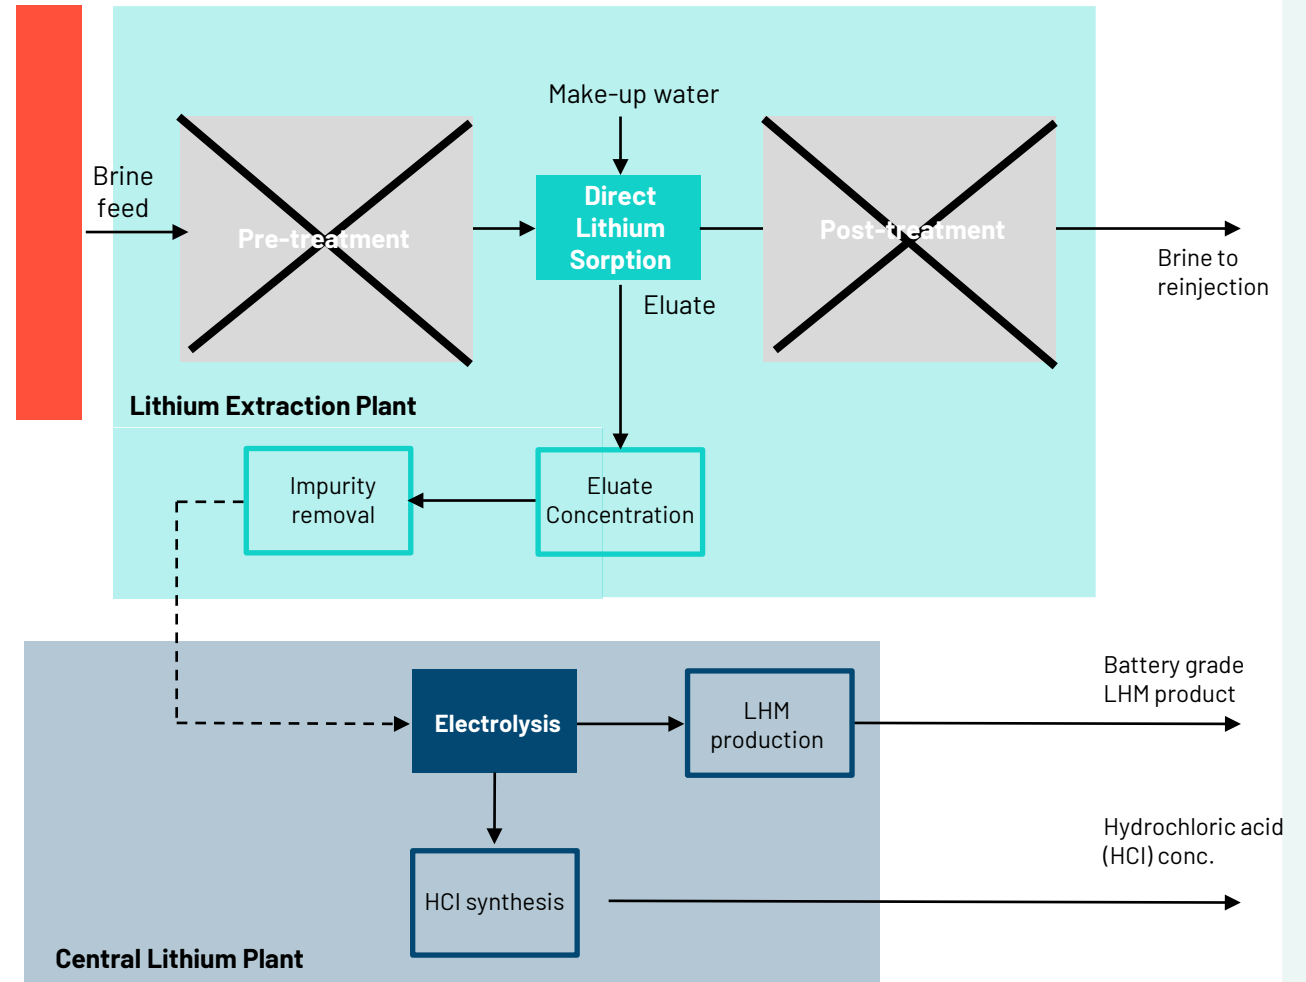 Make-up water
Brine
feed
Pre-treatment
Direct
Lithium
Sorption
Post-treatment
Brine to
reinjection
Eluate
Lithium Extraction Plant
Impurity
removal
Eluate
Concentration
Battery grade
LHM product
Electrolysis
LHM
production
Hydrochloric acid
(HCl) conc.
HCl synthesis
Central Lithium Plant